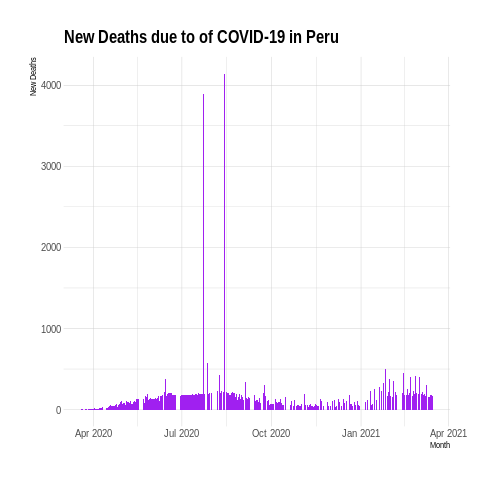 New Deaths due to of COVID-19 in Peru
New Deaths
4000
3000
2000
1000
0
Apr 2020 Jul 2020 Oct 2020 Jan 2021 Apr 2021
Month